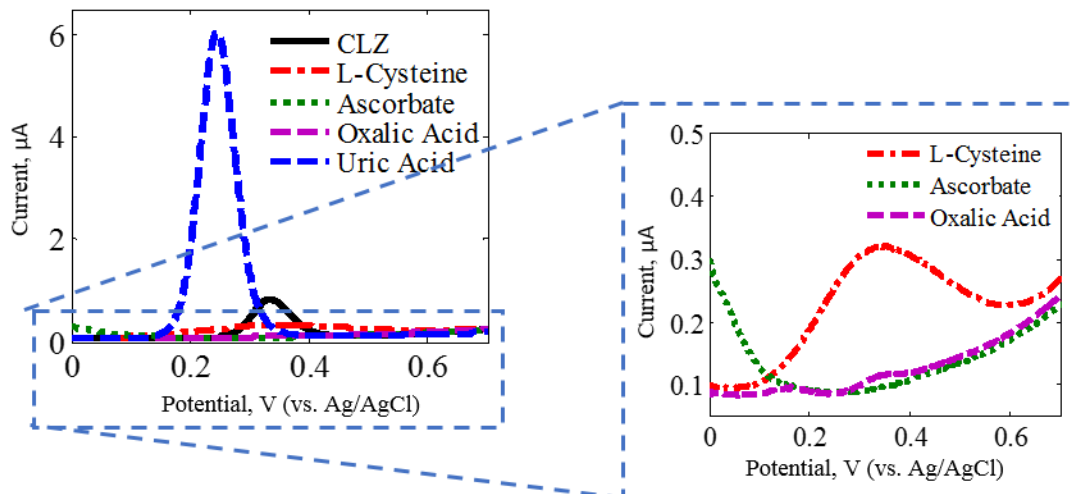 6
4
2
0
Current, µA
CLZ
L-Cysteine
Ascorbate
Oxalic Acid
Uric Acid
0 0.2 0.4 0.6
Potential, V (vs. Ag/AgCl)
0.5
0.4
0.3
0.2
0.1
Current, µA
L-Cysteine
Ascorbate
Oxalic Acid
0 0.2 0.4 0.6
Potential, V (vs. Ag/AgCl)